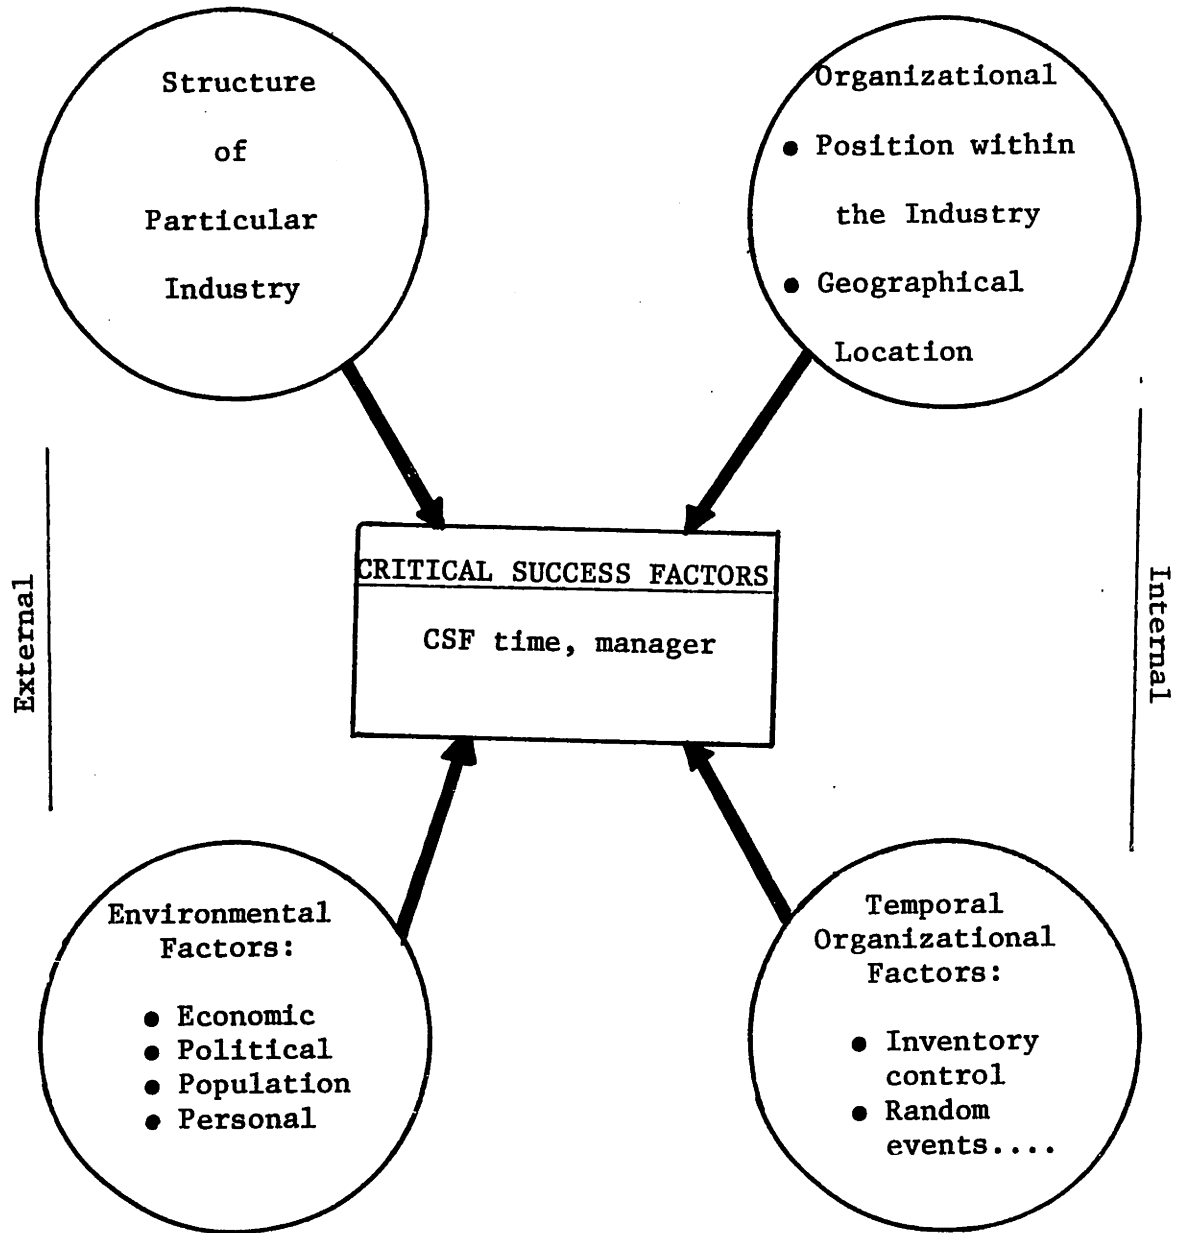 Structure
of
Particular
Industry
Organizational
● Position within
the Industry
● Geographical
Location
External
CRITICAL SUCCESS FACTORS
CSF time, manager
Internal
Environmental
Factors:
● Economic
● Political
● Population
● Personal
Temporal
Organizational
Factors:
● Inventory
control
● Random
events....